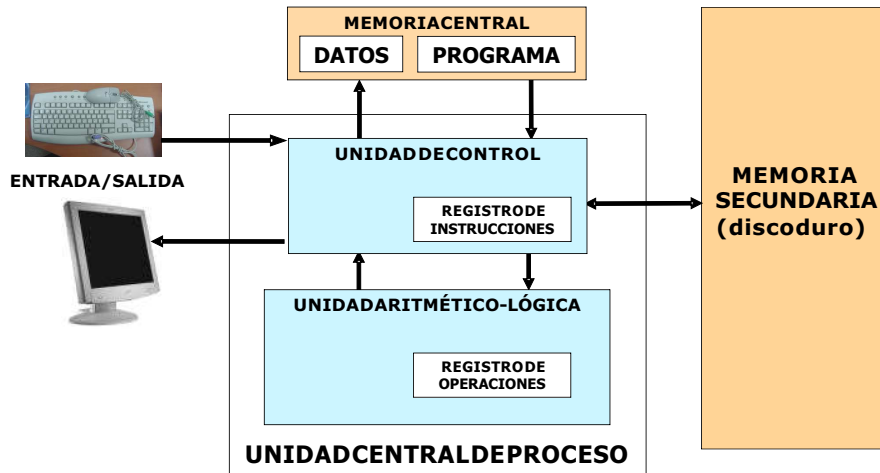 MEMORIACENTRAL
DATOS
PROGRAMA
ENTRADA/SALIDA
UNIDADDECONTROL
REGISTRODE
INSTRUCCIONES
MEMORIA
SECUNDARIA
(discoduro)
UNIDADARITMÉTICO-LÓGICA
REGISTRODE
OPERACIONES
UNIDADCENTRALDEPROCESO